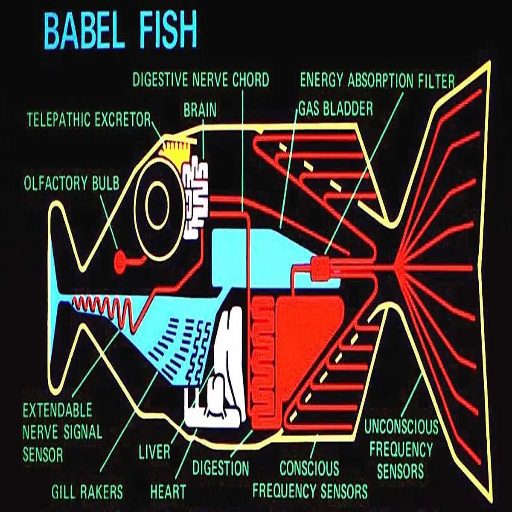 BABEL FISH
DIGESTIVE NERVE CHORD
ENERGY ABSORPTION FILTER
TELEPATHIC EXCRETOR
BRAIN
GAS BLADDER
OLFACTORY BULB
EXTENDABLE
NERVE SIGNAL
SENSOR
GILL RAKERS
LIVER
HEART
DIGESTION
CONSCIOUS
FREQUENCY SENSORS
UNCONSCIOUS
FREQUENCY
SENSORS